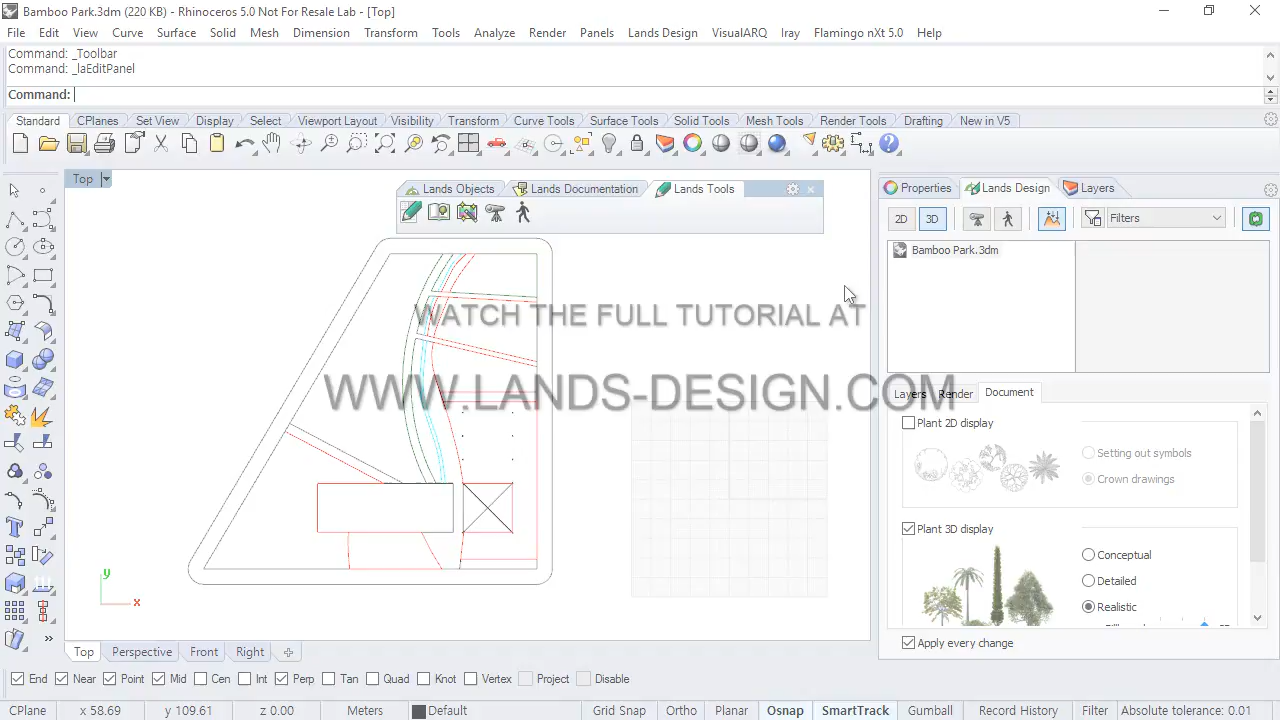 Bamboo Park.3dm (220 KB) - Rhinoceros 5.0 Not For Resale Lab - [Top]
File Edit View Curve Surface Solid Mesh Dimension Transform Tools Analyze Render Panels Lands Design VisualARQ Iray Flamingo nXt 5.0 Help
Command: _Toolbar
Command: _laEditPanel
Command:
Standard CPlanes Set View Display Select Viewport Layout Visibility Transform Curve Tools Surface Tools Solid Tools Mesh Tools Render Tools Drafting New in V5
Top
Lands Objects Lands Documentation Lands Tools
Properties Lands Design Layers
2D 3D Filters
Bamboo Park.3dm
WATCH THE FULL TUTORIAL AT
WWW.LANDS-DESIGN.COM
Layers Render Document
Plant 2D display
Setting out symbols
Crown drawings
Plant 3D display
Conceptual
Detailed
Realistic
Apply every change
y
x
Top Perspective Front Right
End Near Point Mid Cen Int Perp Tan Quad Knot Vertex Project Disable
CPlane x 58.69 y 109.61 z 0.00 Meters Default Grid Snap Ortho Planar Osnap SmartTrack Gumball Record History Filter Absolute tolerance: 0.01